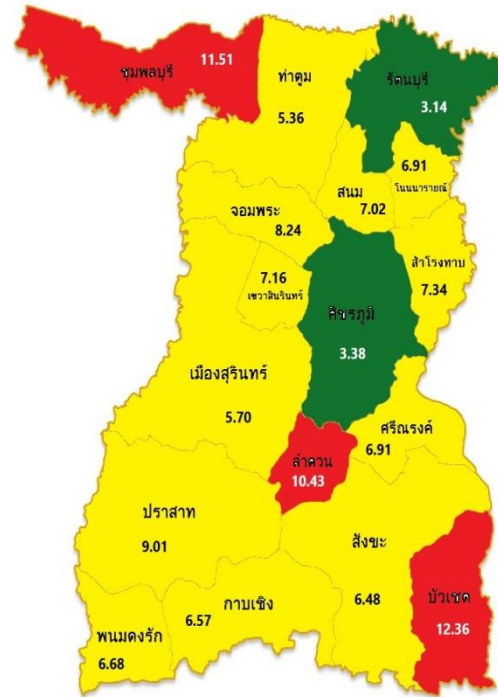 ชุมพลบุรี
11.51
ท่าตูม
5.36
รัตนบุรี
3.14
6.91
โนนนารายณ์
สนม
7.02
จอมพระ
8.24
สำโรงทาบ
7.34
7.16
เขวาสินรินทร์
ศีขรภูมิ
3.38
เมืองสุรินทร์
5.70
ศรีณรงค์
6.91
ลำดวน
10.43
ปราสาท
9.01
สังขะ
6.48
บัวเชด
12.36
กาบเชิง
6.57
พนมดงรัก
6.68